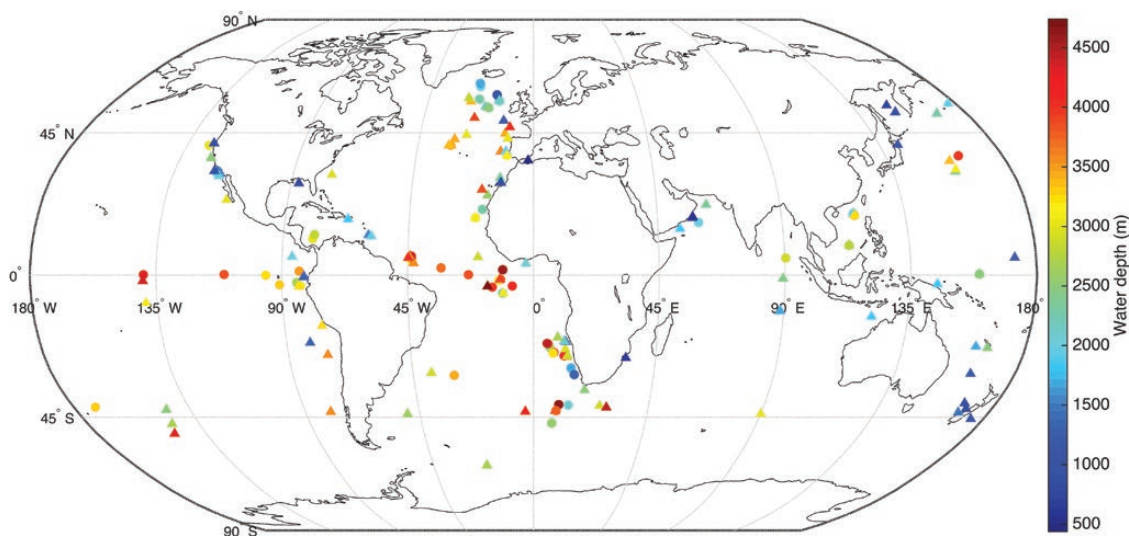 90° N
45° N
0°
180° W
135° W
90° W
45° W
0° E
45° E
90° E
135° E
180° E
45° S
90° S
4500
4000
3500
3000
2500
2000
1500
1000
500
Water depth (m)